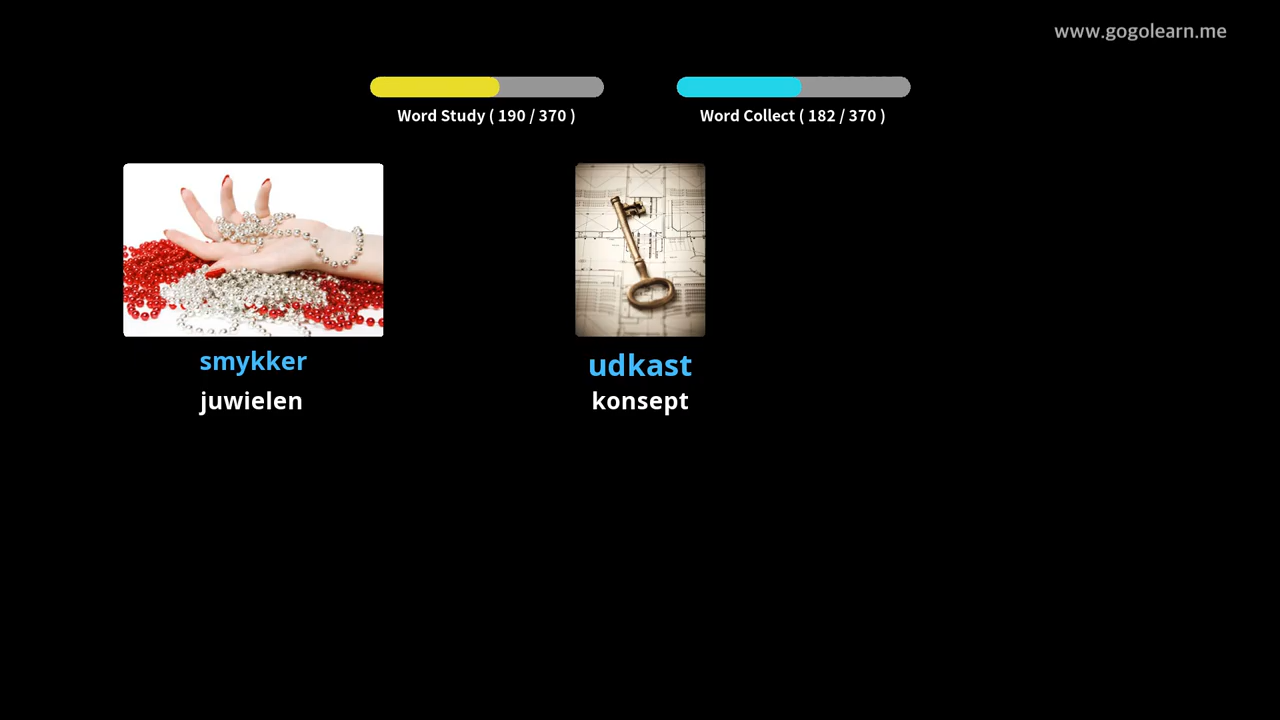 www.gogolearn.me
Word Study ( 190 / 370 )
Word Collect ( 182 / 370 )
smykker
juwielen
udkast
konsept